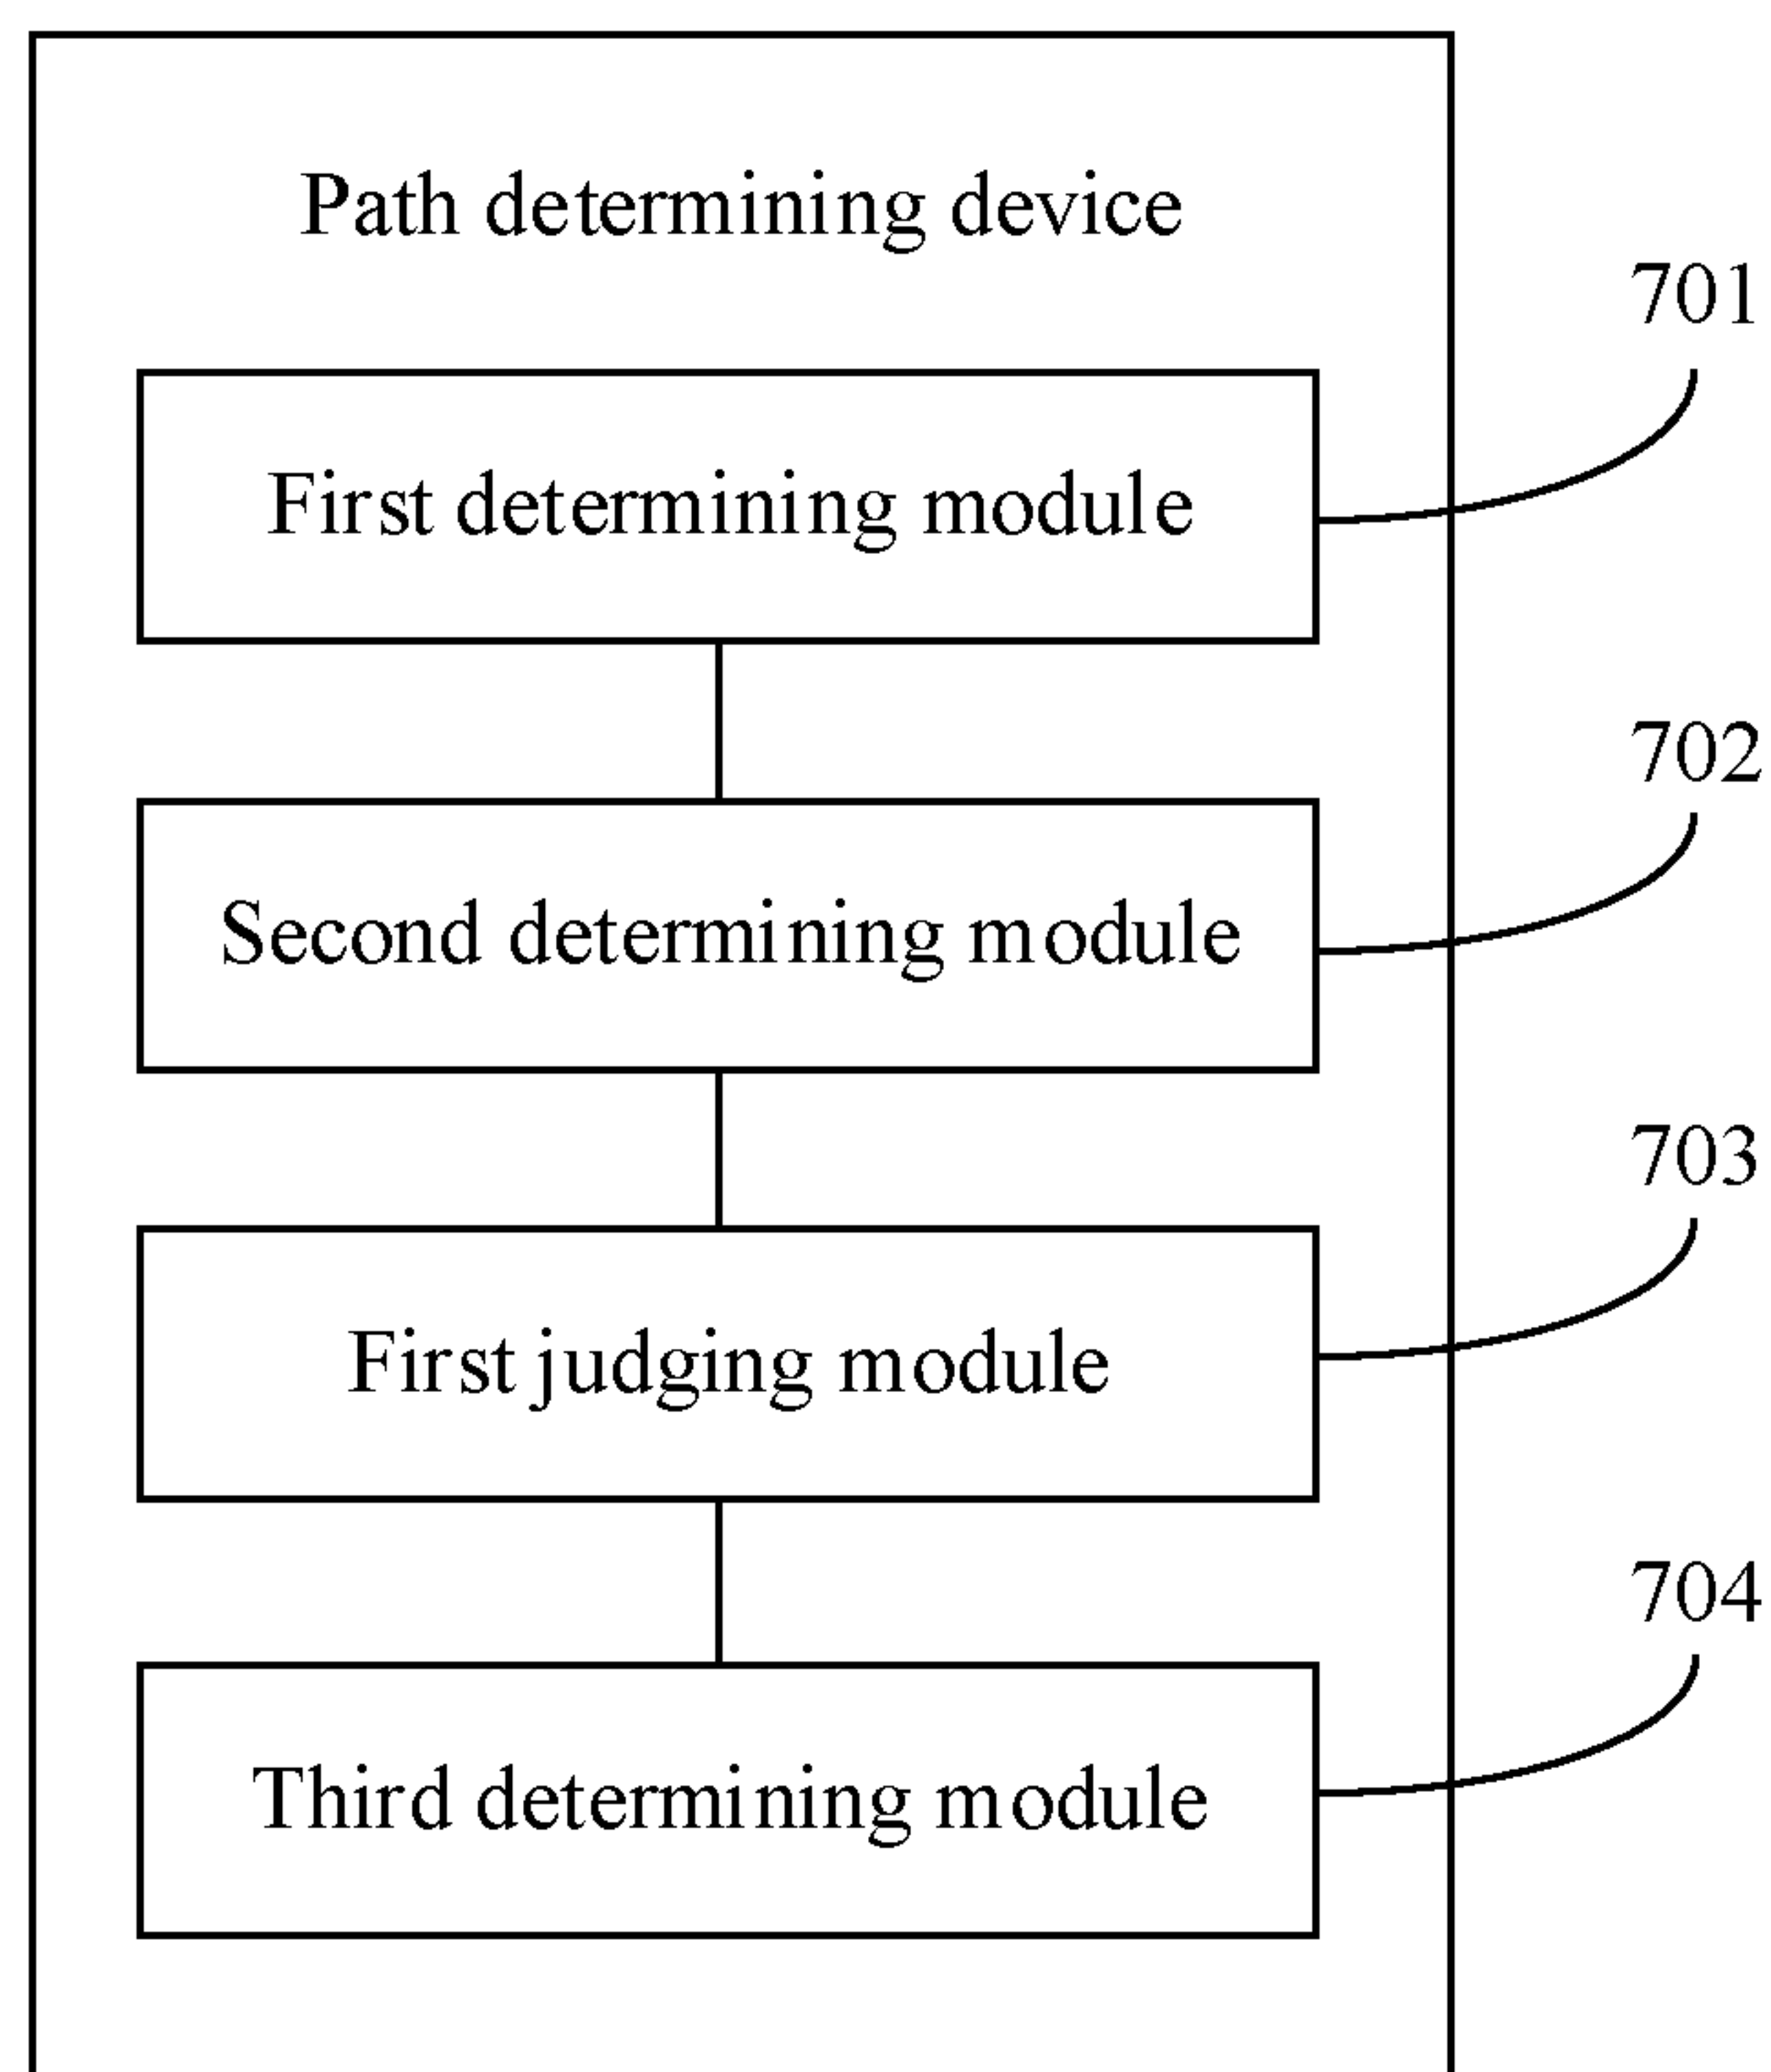 Path determining device
701
First determining module
702
Second determining module
703
First judging module
704
Third determining module